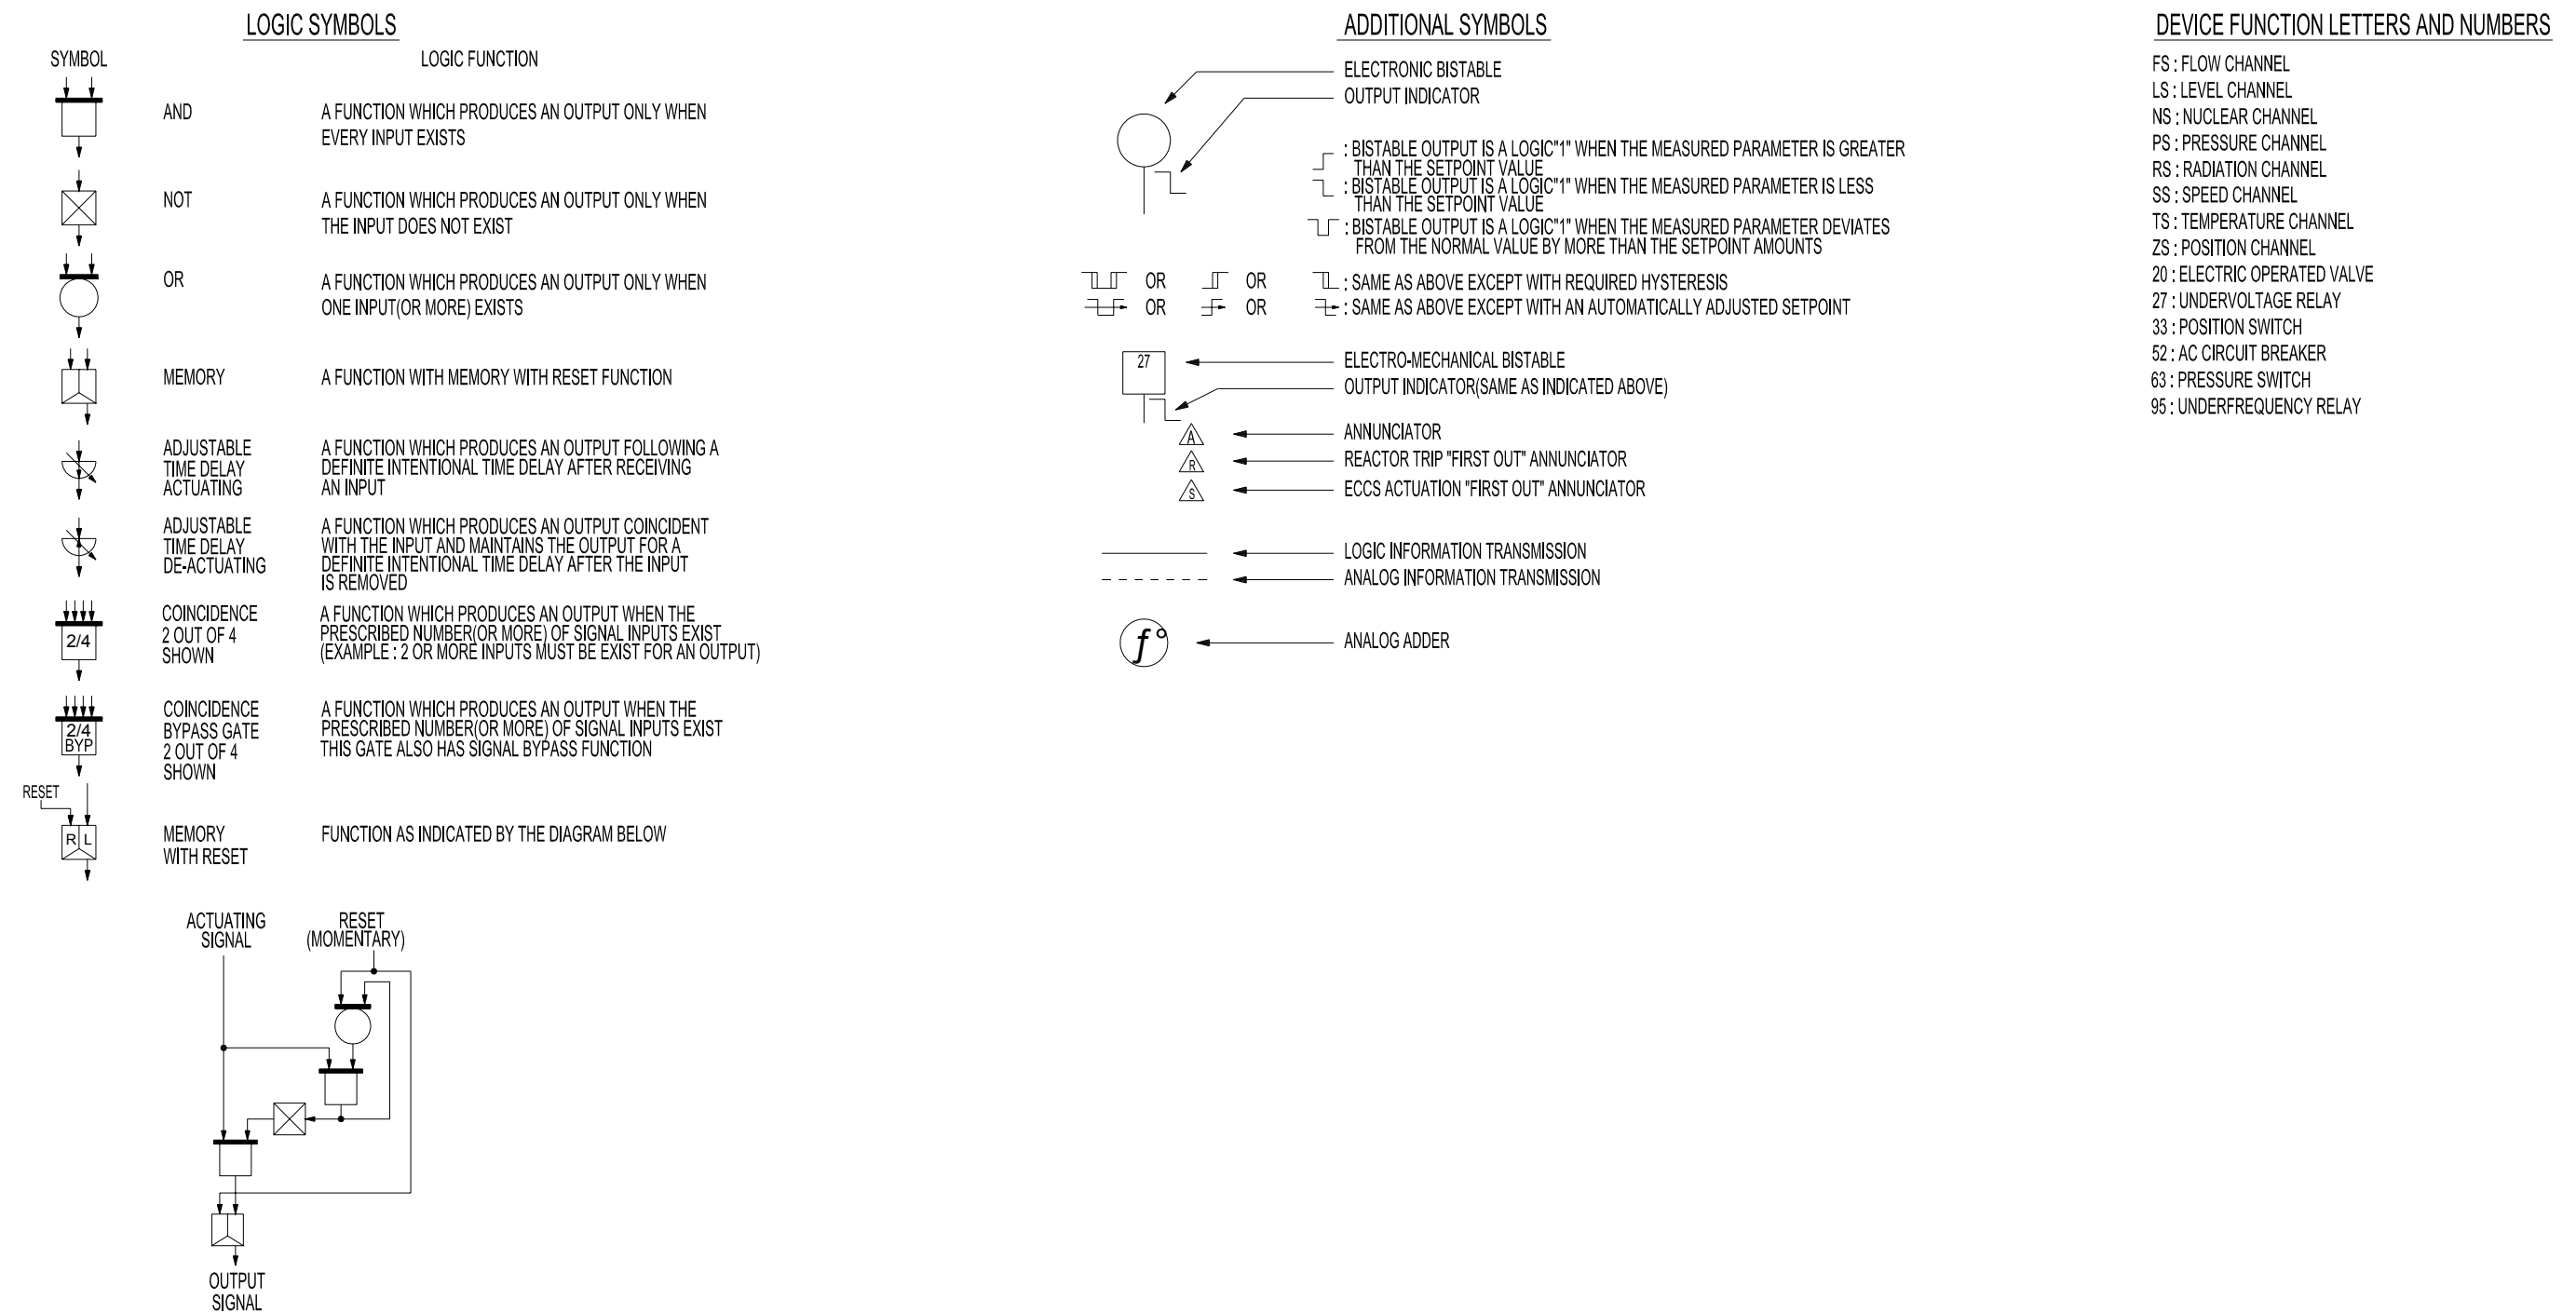 LOGIC SYMBOLS
SYMBOL
LOGIC FUNCTION
AND
A FUNCTION WHICH PRODUCES AN OUTPUT ONLY WHEN
EVERY INPUT EXISTS
NOT
A FUNCTION WHICH PRODUCES AN OUTPUT ONLY WHEN
THE INPUT DOES NOT EXIST
OR
A FUNCTION WHICH PRODUCES AN OUTPUT ONLY WHEN
ONE INPUT(OR MORE) EXISTS
MEMORY
A FUNCTION WITH MEMORY WITH RESET FUNCTION
ADJUSTABLE
TIME DELAY
ACTUATING
A FUNCTION WHICH PRODUCES AN OUTPUT FOLLOWING A
DEFINITE INTENTIONAL TIME DELAY AFTER RECEIVING
AN INPUT
ADJUSTABLE
TIME DELAY
DE-ACTUATING
A FUNCTION WHICH PRODUCES AN OUTPUT COINCIDENT
WITH THE INPUT AND MAINTAINS THE OUTPUT FOR A
DEFINITE INTENTIONAL TIME DELAY AFTER THE INPUT
IS REMOVED
2/4
COINCIDENCE
2 OUT OF 4
SHOWN
A FUNCTION WHICH PRODUCES AN OUTPUT WHEN THE
PRESCRIBED NUMBER(OR MORE) OF SIGNAL INPUTS EXIST
(EXAMPLE : 2 OR MORE INPUTS MUST BE EXIST FOR AN OUTPUT)
2/4
BYP
COINCIDENCE
BYPASS GATE
2 OUT OF 4
SHOWN
A FUNCTION WHICH PRODUCES AN OUTPUT WHEN THE
PRESCRIBED NUMBER(OR MORE) OF SIGNAL INPUTS EXIST
THIS GATE ALSO HAS SIGNAL BYPASS FUNCTION
RESET
R L
MEMORY
WITH RESET
FUNCTION AS INDICATED BY THE DIAGRAM BELOW
ACTUATING
SIGNAL
RESET
(MOMENTARY)
OUTPUT
SIGNAL
ADDITIONAL SYMBOLS
ELECTRONIC BISTABLE
OUTPUT INDICATOR
: BISTABLE OUTPUT IS A LOGIC"1" WHEN THE MEASURED PARAMETER IS GREATER
THAN THE SETPOINT VALUE
: BISTABLE OUTPUT IS A LOGIC"1" WHEN THE MEASURED PARAMETER IS LESS
THAN THE SETPOINT VALUE
: BISTABLE OUTPUT IS A LOGIC"1" WHEN THE MEASURED PARAMETER DEVIATES
FROM THE NORMAL VALUE BY MORE THAN THE SETPOINT AMOUNTS
OR OR : SAME AS ABOVE EXCEPT WITH REQUIRED HYSTERESIS
OR OR : SAME AS ABOVE EXCEPT WITH AN AUTOMATICALLY ADJUSTED SETPOINT
27
ELECTRO-MECHANICAL BISTABLE
OUTPUT INDICATOR(SAME AS INDICATED ABOVE)
A
ANNUNCIATOR
R
REACTOR TRIP "FIRST OUT" ANNUNCIATOR
S
ECCS ACTUATION "FIRST OUT" ANNUNCIATOR
LOGIC INFORMATION TRANSMISSION
ANALOG INFORMATION TRANSMISSION
f°
ANALOG ADDER
DEVICE FUNCTION LETTERS AND NUMBERS
FS : FLOW CHANNEL
LS : LEVEL CHANNEL
NS : NUCLEAR CHANNEL
PS : PRESSURE CHANNEL
RS : RADIATION CHANNEL
SS : SPEED CHANNEL
TS : TEMPERATURE CHANNEL
ZS : POSITION CHANNEL
20 : ELECTRIC OPERATED VALVE
27 : UNDERVOLTAGE RELAY
33 : POSITION SWITCH
52 : AC CIRCUIT BREAKER
63 : PRESSURE SWITCH
95 : UNDERFREQUENCY RELAY